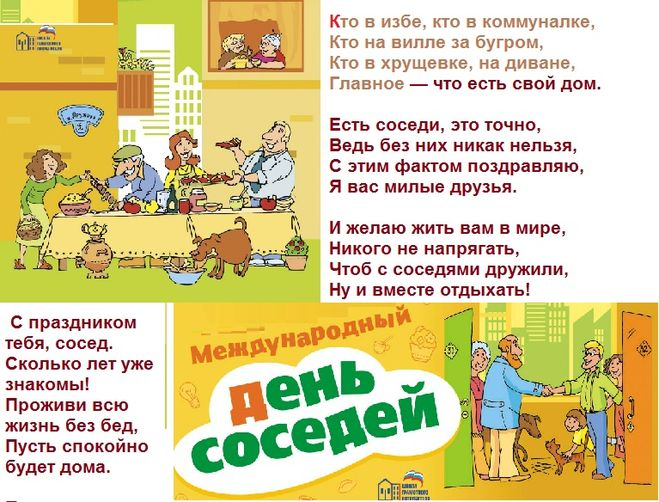 Кто в избе, кто в коммуналке,
Кто на вилле за бугром,
Кто в хрущевке, на диване,
Главное — что есть свой дом.
Есть соседи, это точно,
Ведь без них никак нельзя,
С этим фактом поздравляю,
Я вас милые друзья.
И желаю жить вам в мире,
Никого не напрягать,
Чтоб с соседями дружили,
Ну и вместе отдыхать!
С праздником
тебя, сосед.
Сколько лет уже
знакомы!
Проживи всю
жизнь без бед,
Пусть спокойно
будет дома.
Международный
день
соседей